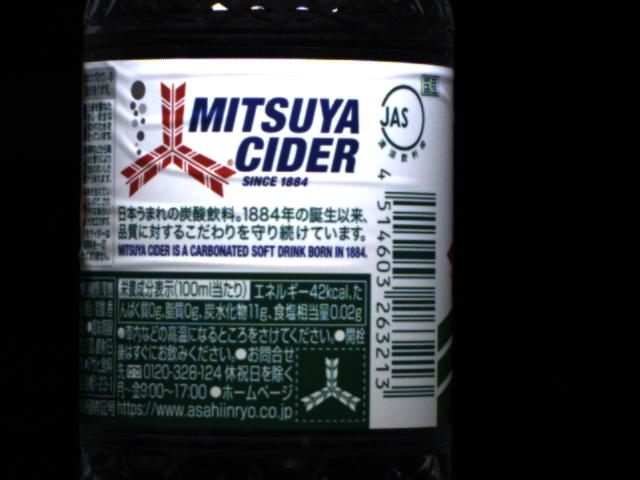 MITSUYA
CIDER
SINCE 1884
JAS
日本うまれの炭酸飲料。1884年の誕生以来、
品質に対するこだわりを守り続けています。
MITSUYA CIDER IS A CARBONATED SOFT DRINK BORN IN 1884.
栄養成分表示(100ml当たり) エネルギー42kcal、た
んぱく質0g、脂質0g、炭水化物11g、食塩相当量0.02g
●車内などの高温になるところをさけてください。●開栓
後はすぐにお飲みください。●お問合せ
先 0120-328-124 休祝日を除く
月～金9:00～17:00 ●ホームページ
https://www.asahiinryo.co.jp
4 514603 263213